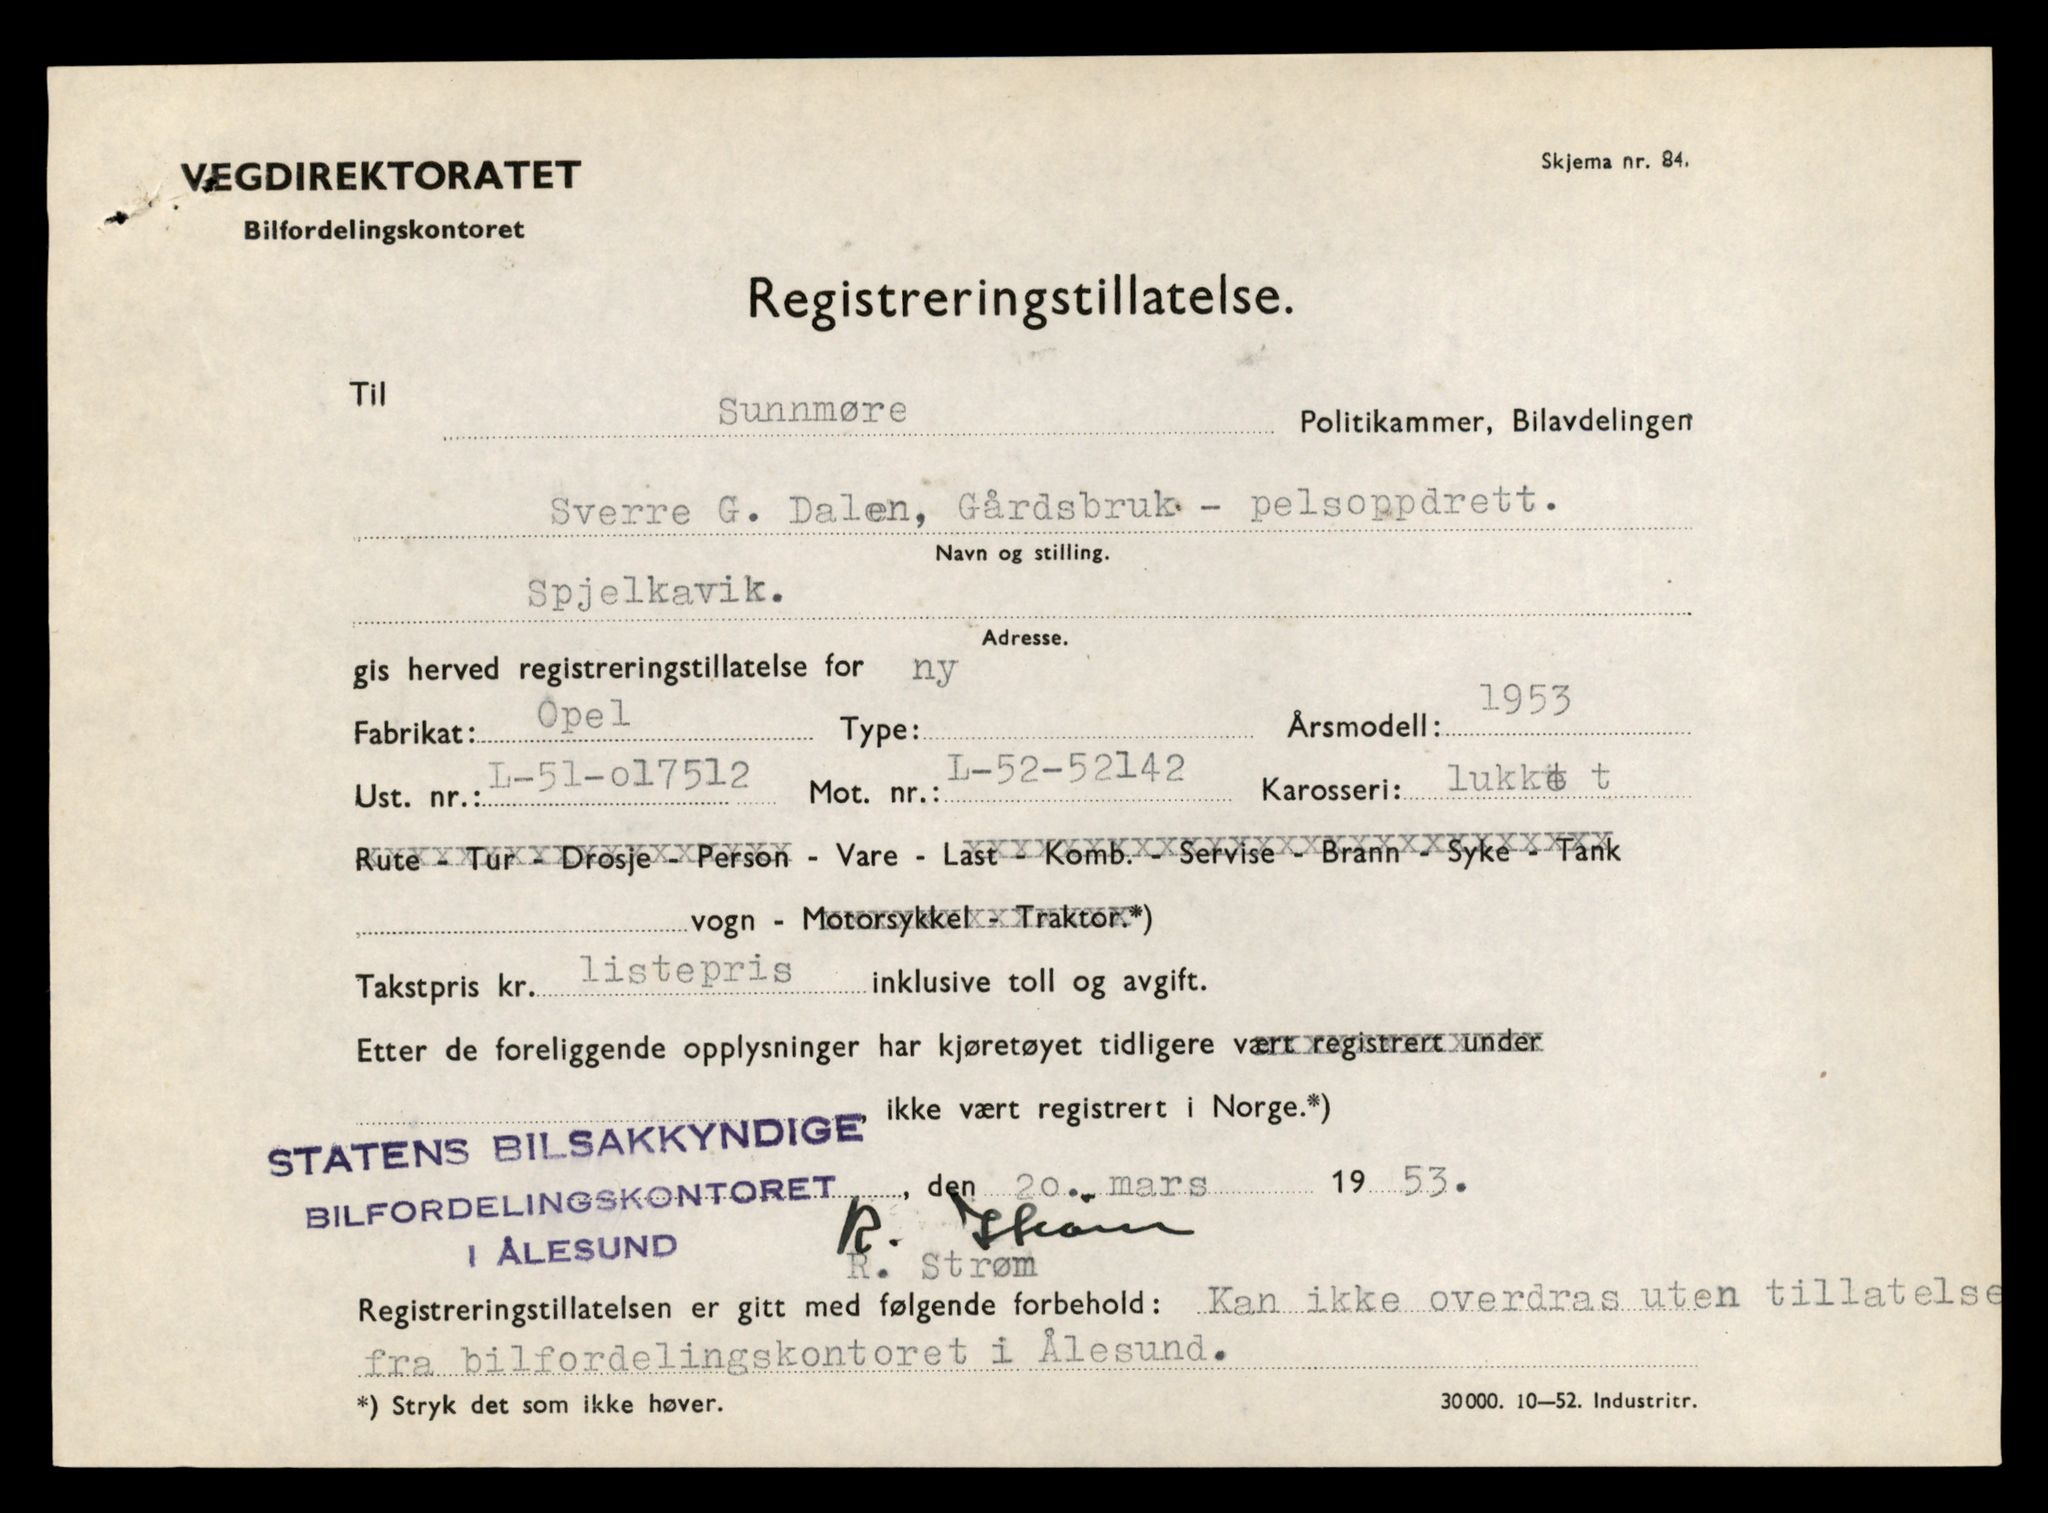 VEGDIREKTORATET
Skjema nr. 84.
Bilfordelingskontoret
Registreringstillatelse.
Til Sunnmøre Politikammer, Bilavdelingen
Sverre G. Dalen, Gårdsbruk - pelsoppdrett.
Navn og stilling.
Spjelkavik.
Adresse.
gis herved registreringstillatelse for ny
Fabrikat: Opel Type: Årsmodell: 1953
Ust. nr.: L-51-o17512 Mot. nr.: L-52-52142 Karosseri: lukket t
Rute - Tur - Drosje - Person - Vare - Last - Komb. - Servise - Brann - Syke - Tank
vogn - Motorsykkel - Traktor.*)
Takstpris kr. listepris inklusive toll og avgift.
Etter de foreliggende opplysninger har kjøretøyet tidligere vært registrert under
, ikke vært registrert i Norge.*)
STATENS BILSAKKYNDIGE
BILFORDELINGSKONTORET , den 20. mars 19 53.
I ÅLESUND
R. Strøm
R. Strøm
Registreringstillatelsen er gitt med følgende forbehold: Kan ikke overdras uten tillatelse
fra bilfordelingskontoret i Ålesund.
*) Stryk det som ikke høver.
30000. 10—52. Industritr.